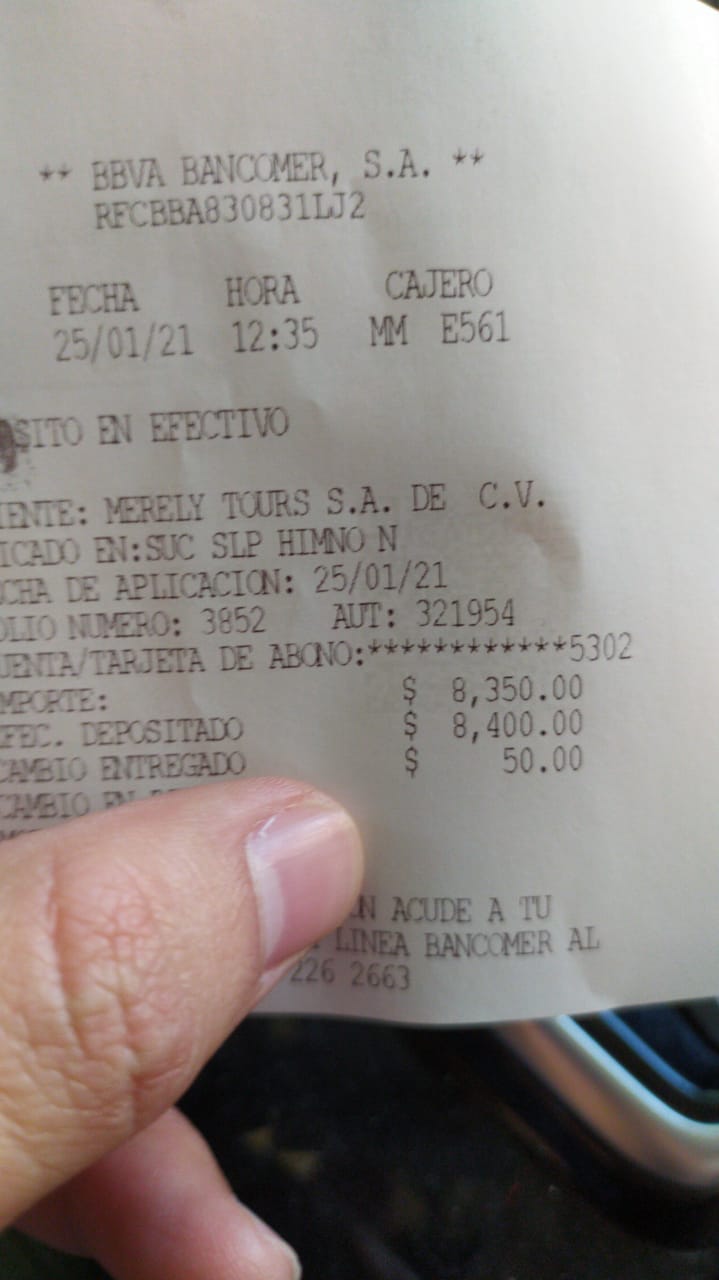 ** BBVA BANCOMER, S.A. **
RFCBBA830831LJ2
FECHA HORA CAJERO
25/01/21 12:35 MM E561
SITO EN EFECTIVO
IENTE: MERELY TOURS S.A. DE C.V.
ICADO EN:SUC SLP HIMNO N
CHA DE APLICACION: 25/01/21
OLIO NUMERO: 3852 AUT: 321954
UENTA/TARJETA DE ABONO:************5302
MPORTE: $ 8,350.00
EFEC. DEPOSITADO $ 8,400.00
CAMBIO ENTREGADO $ 50.00
CAMBIO EN
N ACUDE A TU
LINEA BANCOMER AL
226 2663